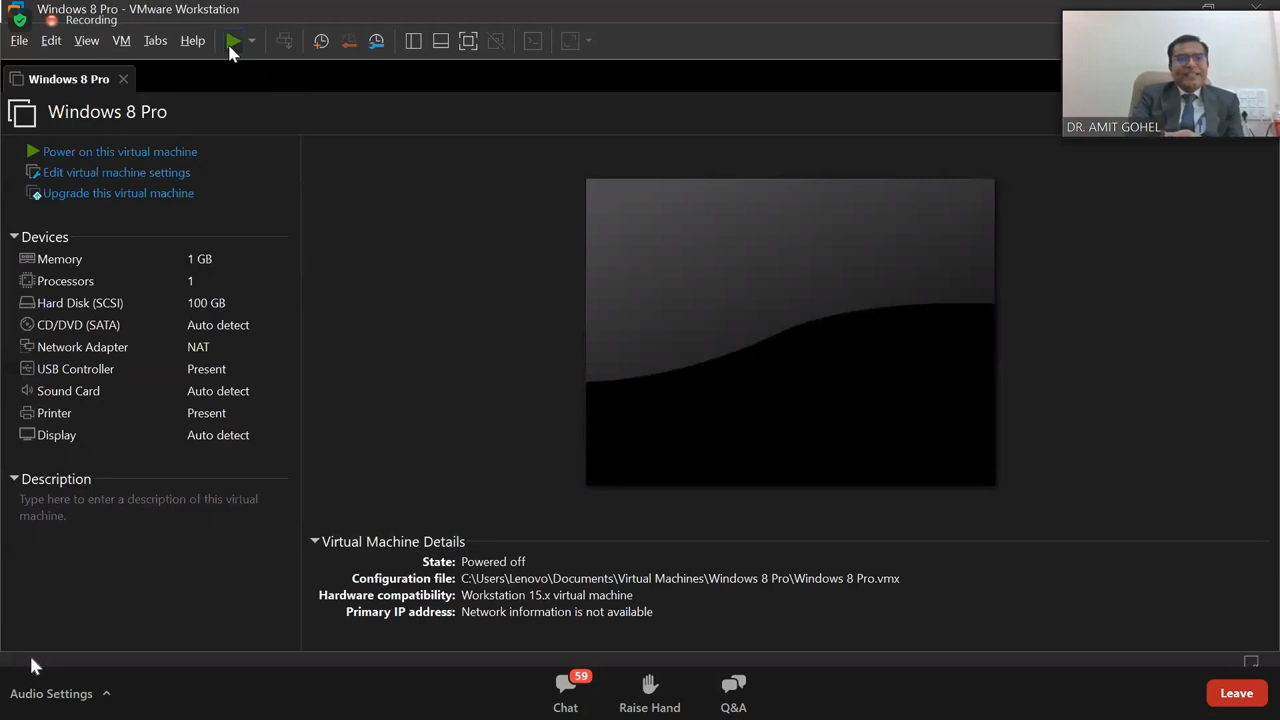 Windows 8 Pro - VMware Workstation
Recording
File Edit View VM Tabs Help
Windows 8 Pro
Windows 8 Pro
DR. AMIT GOHEL
Power on this virtual machine
Edit virtual machine settings
Upgrade this virtual machine
Devices
Memory 1 GB
Processors 1
Hard Disk (SCSI) 100 GB
CD/DVD (SATA) Auto detect
Network Adapter NAT
USB Controller Present
Sound Card Auto detect
Printer Present
Display Auto detect
Description
Type here to enter a description of this virtual
machine.
Virtual Machine Details
State: Powered off
Configuration file: C:\Users\Lenovo\Documents\Virtual Machines\Windows 8 Pro\Windows 8 Pro.vmx
Hardware compatibility: Workstation 15.x virtual machine
Primary IP address: Network information is not available
Audio Settings
59
Chat
Raise Hand
Q&A
Leave